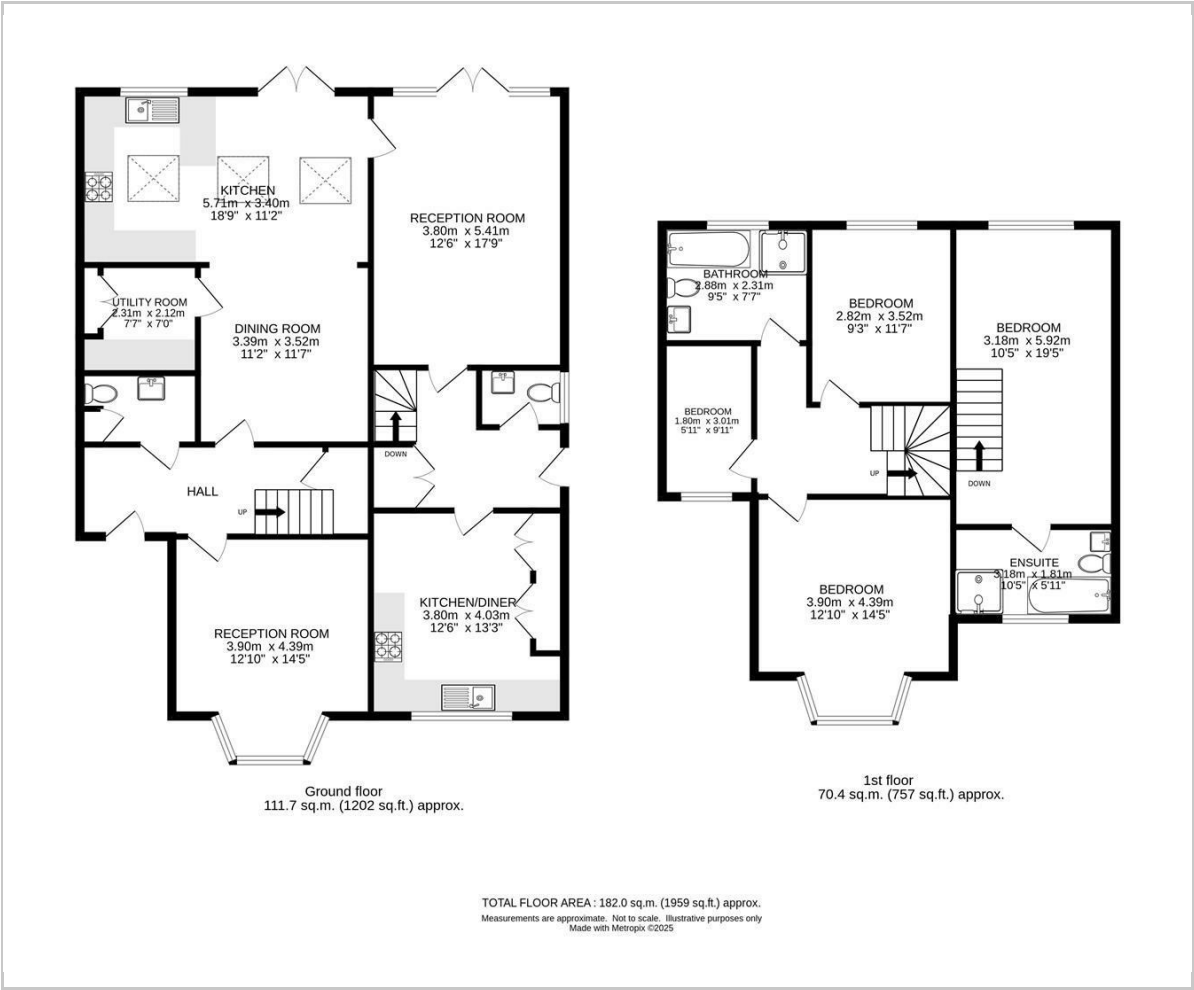 KITCHEN
5.71m x 3.40m
18'9" x 11'2"
RECEPTION ROOM
3.80m x 5.41m
12'6" x 17'9"
UTILITY ROOM
2.31m x 2.12m
7'7" x 7'0"
DINING ROOM
3.39m x 3.52m
11'2" x 11'7"
DOWN
HALL
UP
RECEPTION ROOM
3.90m x 4.39m
12'10" x 14'5"
KITCHEN/DINER
3.80m x 4.03m
12'6" x 13'3"
Ground floor
111.7 sq.m. (1202 sq.ft.) approx.
BATHROOM
2.88m x 2.31m
9'5" x 7'7"
BEDROOM
2.82m x 3.52m
9'3" x 11'7"
BEDROOM
3.18m x 5.92m
10'5" x 19'5"
BEDROOM
1.80m x 3.01m
5'11" x 9'11"
UP
DOWN
BEDROOM
3.90m x 4.39m
12'10" x 14'5"
ENSUITE
3.18m x 1.81m
10'5" x 5'11"
1st floor
70.4 sq.m. (757 sq.ft.) approx.
TOTAL FLOOR AREA : 182.0 sq.m. (1959 sq.ft.) approx.
Measurements are approximate. Not to scale. Illustrative purposes only
Made with Metropix ©2025